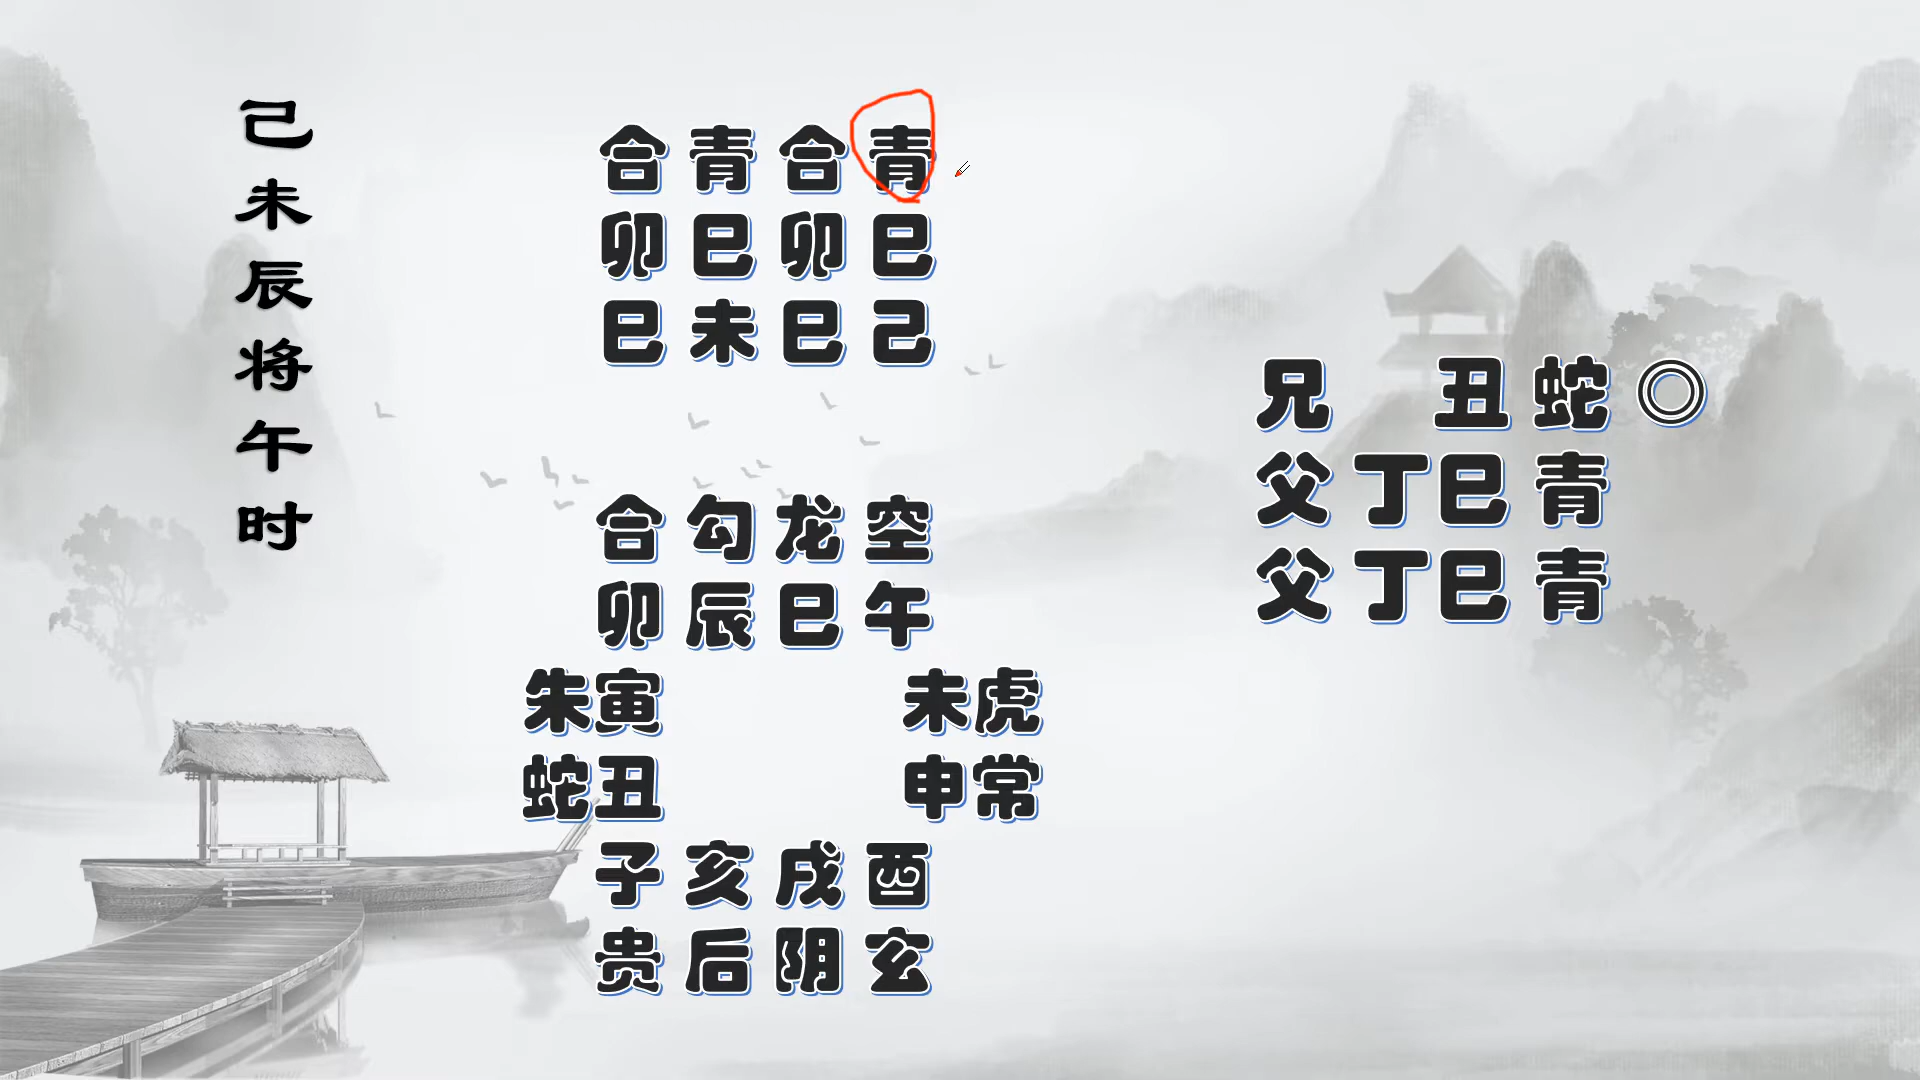 己未辰将午时
合青合青
卯巳卯巳
巳未巳己
合勾龙空
卯辰巳午
朱寅 未虎
蛇丑 申常
子亥戌酉
贵后阴玄
兄 丑蛇◎
父丁巳青
父丁巳青